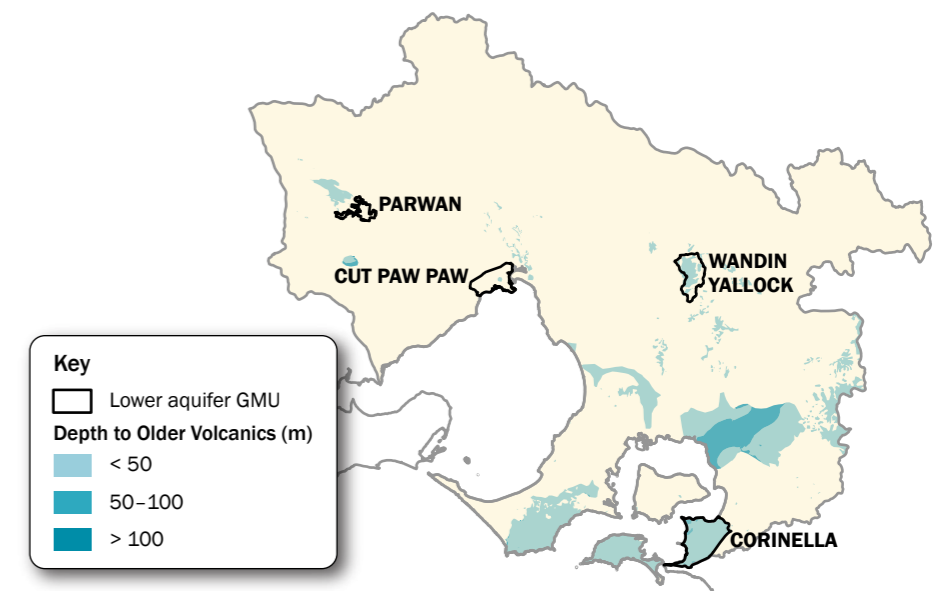 PARWAN
CUT PAW PAW
WANDIN
YALLOCK
CORINELLA
Key
Lower aquifer GMU
Depth to Older Volcanics (m)
< 50
50–100
> 100